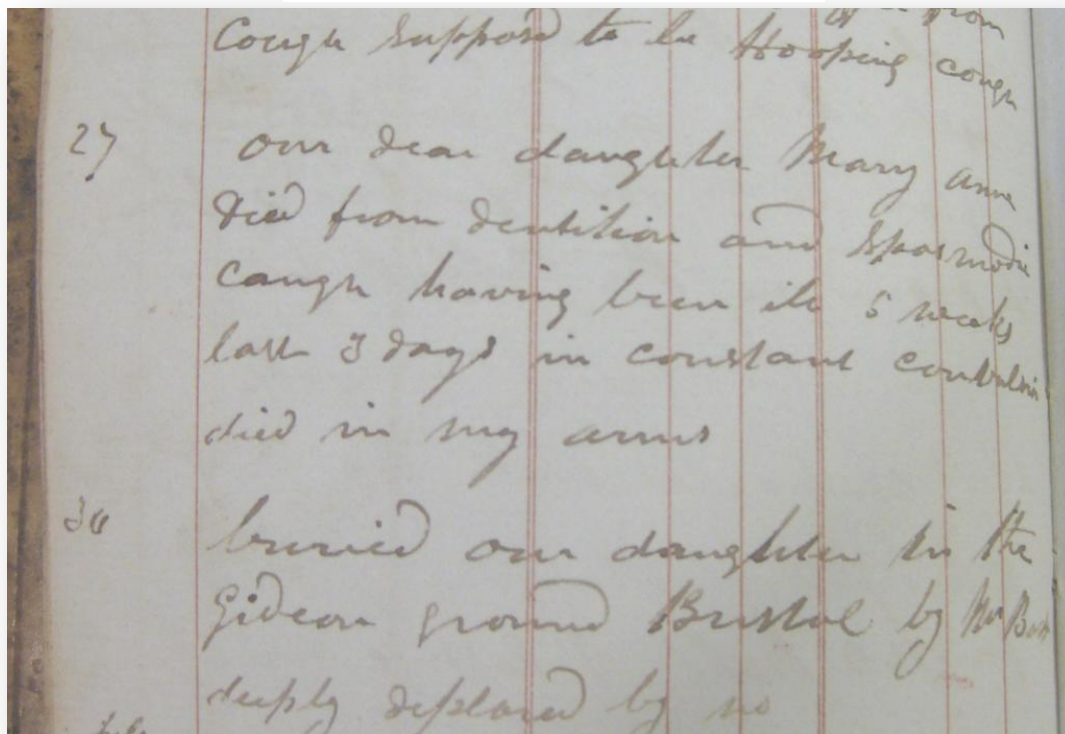 from
Cough supposed to be Hooping cough
27 our dear daughter Mary Ann
Died from dentition and Spasmodic
cough having been ill 5 weeks
last 3 days in constant convulsion
died in my arms
30 buried our daughter in the
Gideon ground Bristol by Mr
deeply deplored by us